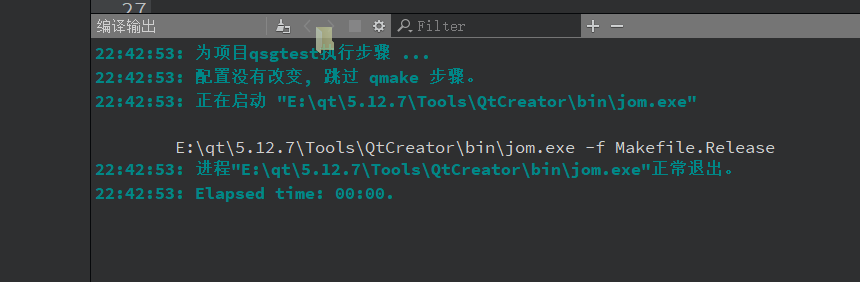 27
编译输出 Filter
22:42:53: 为项目qsgtest执行步骤 ...
22:42:53: 配置没有改变, 跳过 qmake 步骤。
22:42:53: 正在启动 "E:\qt\5.12.7\Tools\QtCreator\bin\jom.exe"
E:\qt\5.12.7\Tools\QtCreator\bin\jom.exe -f Makefile.Release
22:42:53: 进程"E:\qt\5.12.7\Tools\QtCreator\bin\jom.exe"正常退出。
22:42:53: Elapsed time: 00:00.